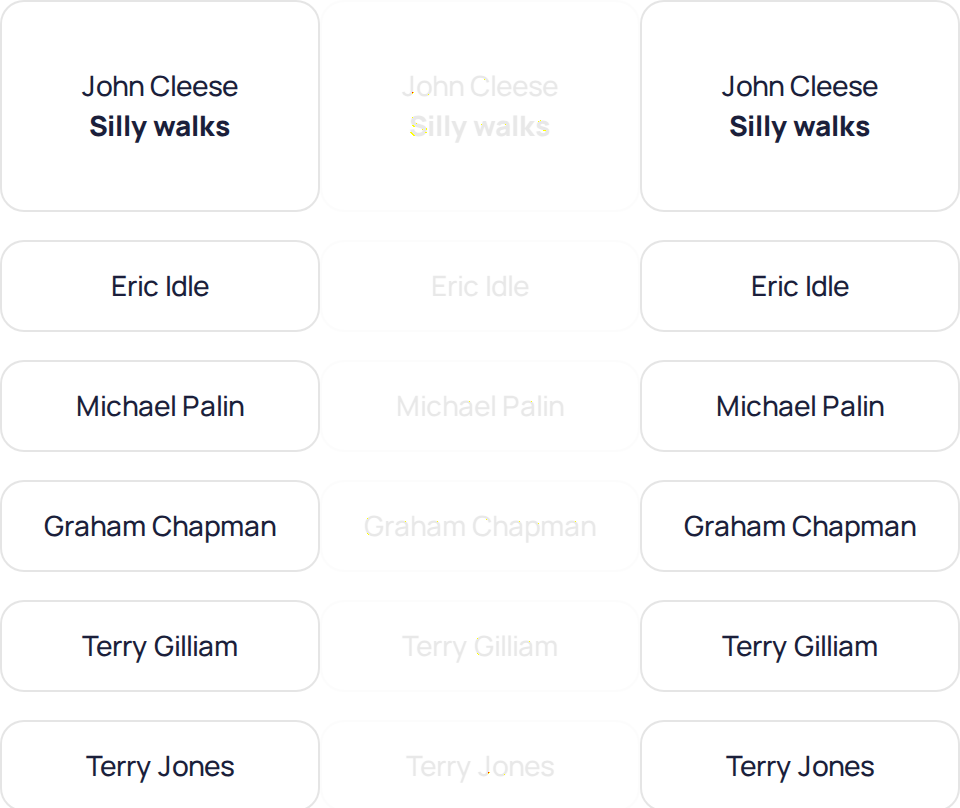 John Cleese John Cleese John Cleese
Silly walks Silly walks Silly walks
Eric Idle Eric Idle Eric Idle
Michael Palin Michael Palin Michael Palin
Graham Chapman Graham Chapman Graham Chapman
Terry Gilliam Terry Gilliam Terry Gilliam
Terry Jones Terry Jones Terry Jones